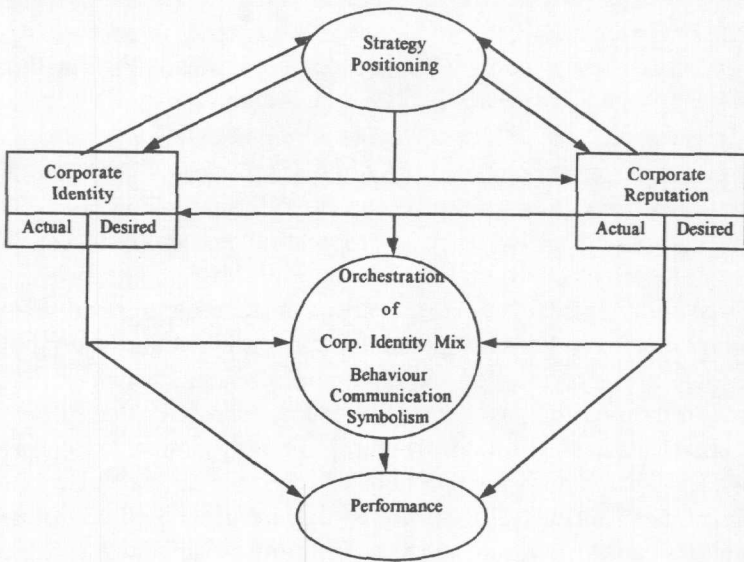 Strategy
Positioning
Corporate
Identity
Actual
Desired
Corporate
Reputation
Actual
Desired
Orchestration
of
Corp. Identity Mix
Behaviour
Communication
Symbolism
Performance